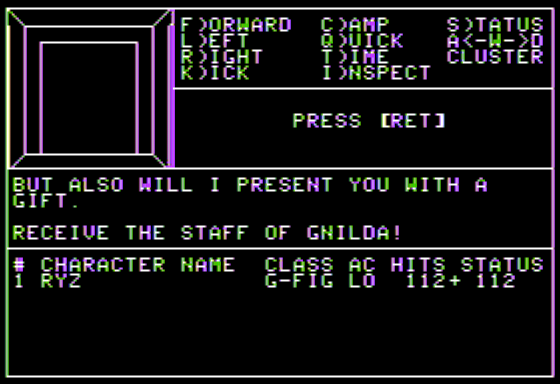 F)ORWARD C)AMP S)TATUS
L)EFT Q)UICK A<-W->D
R)IGHT T)IME CLUSTER
K)ICK I)NSPECT
PRESS [RET]
BUT ALSO WILL I PRESENT YOU WITH A
GIFT.
RECEIVE THE STAFF OF GNILDA!
# CHARACTER NAME CLASS AC HITS STATUS
1 RYZ G-FIG LO 112+ 112